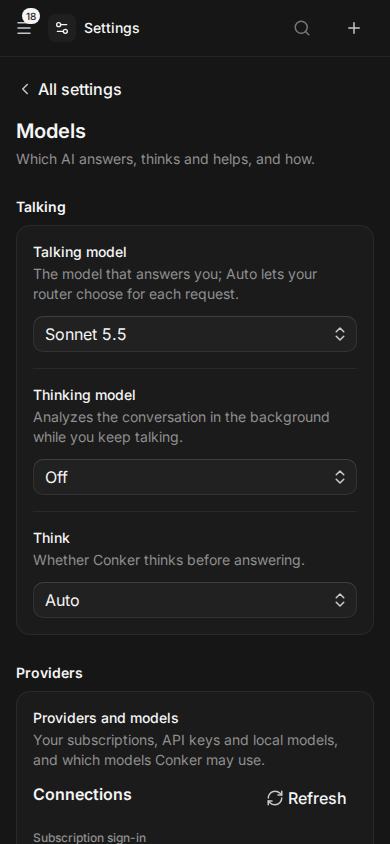 18
Settings
All settings
Models
Which AI answers, thinks and helps, and how.
Talking
Talking model
The model that answers you; Auto lets your
router choose for each request.
Sonnet 5.5
Thinking model
Analyzes the conversation in the background
while you keep talking.
Off
Think
Whether Conker thinks before answering.
Auto
Providers
Providers and models
Your subscriptions, API keys and local models,
and which models Conker may use.
Connections
Refresh
Subscription sign-in